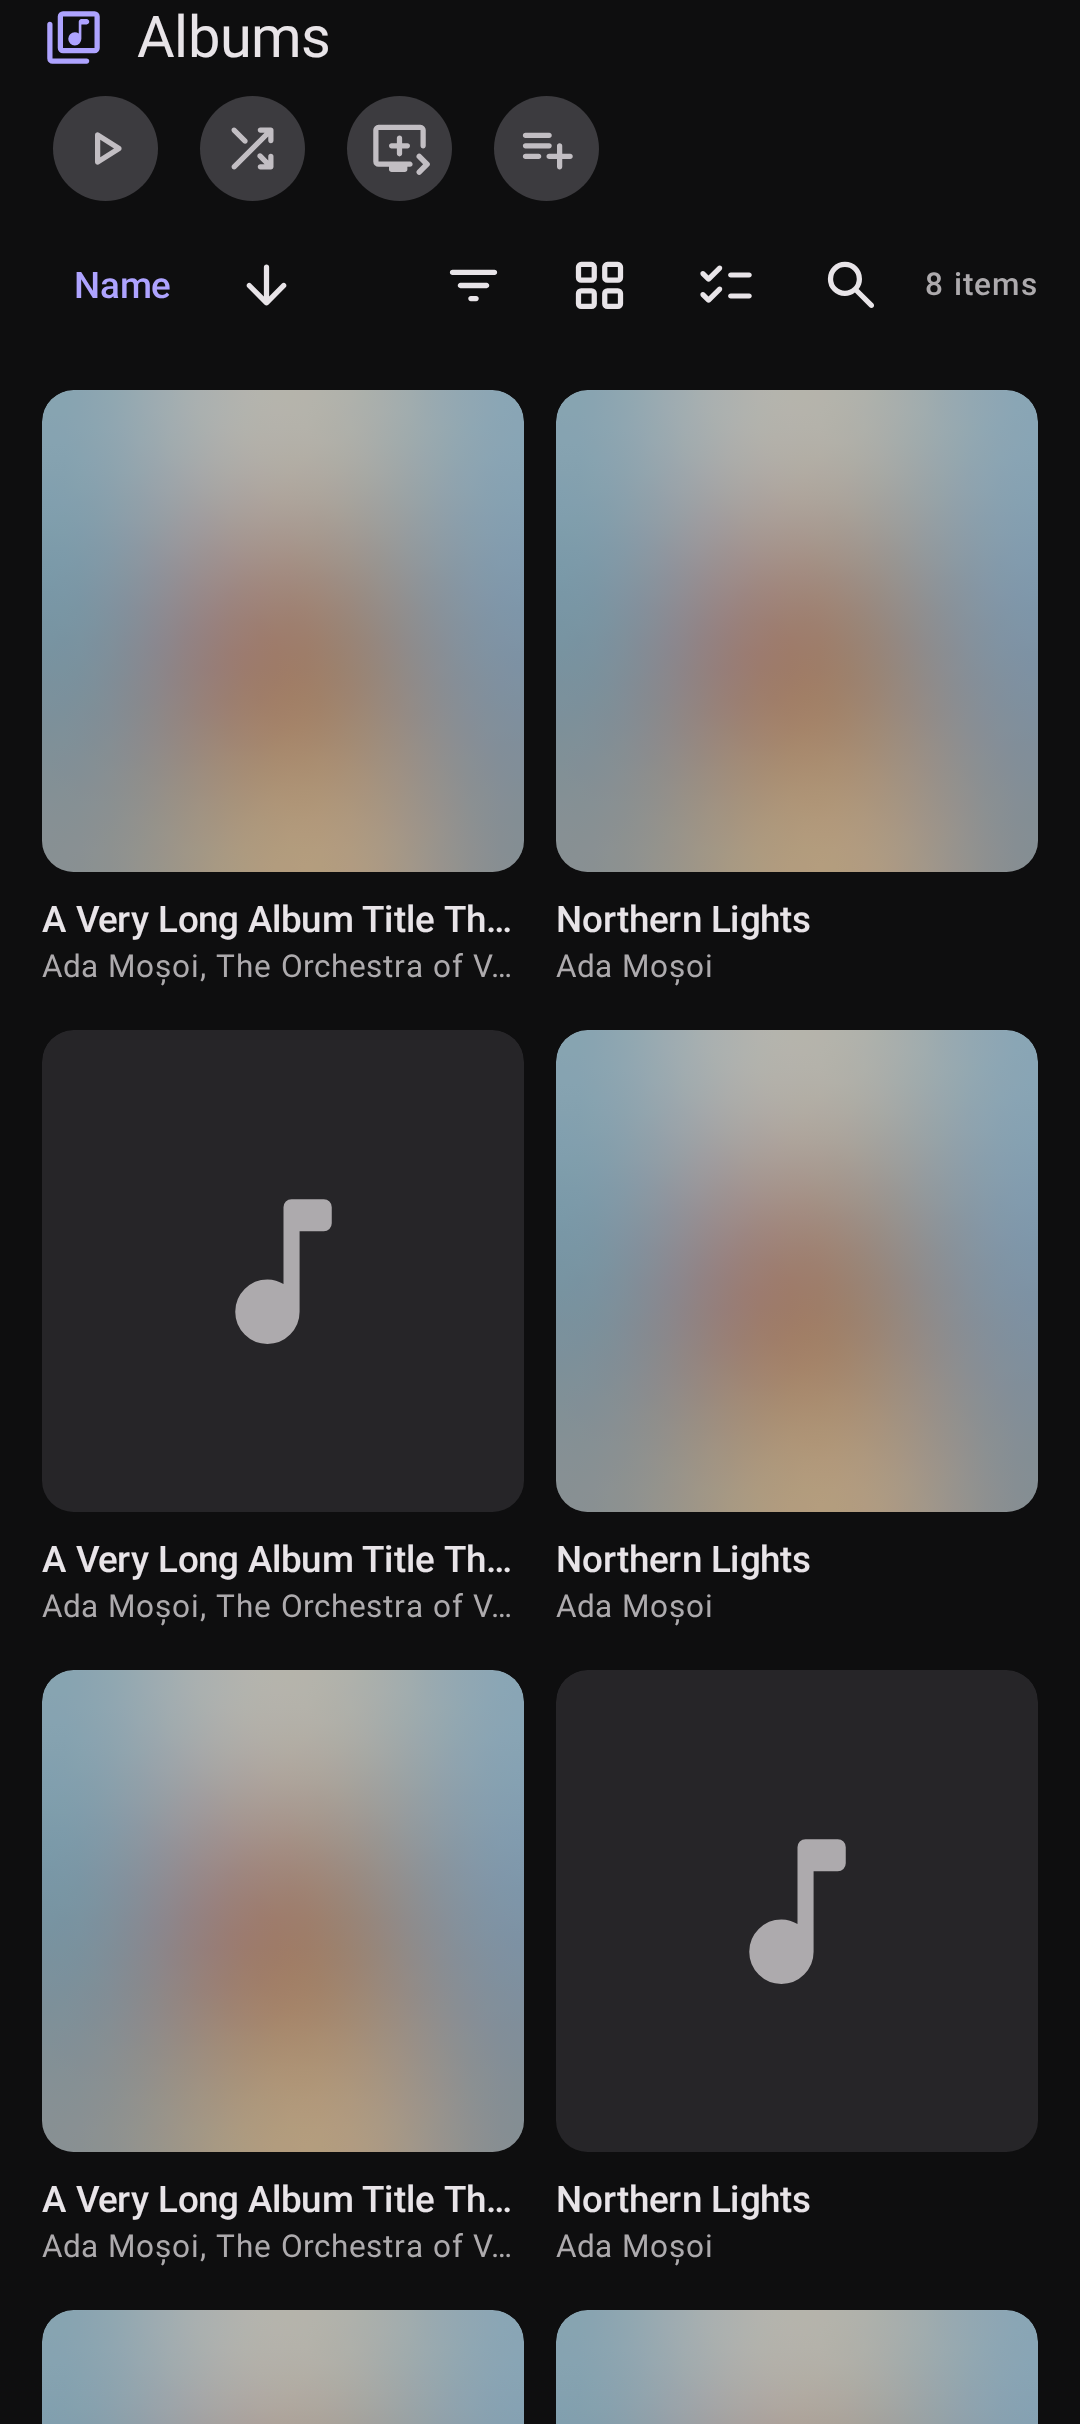 Albums
Name
8 items
A Very Long Album Title Th...
Northern Lights
Ada Moșoi, The Orchestra of V...
Ada Moșoi
A Very Long Album Title Th...
Northern Lights
Ada Moșoi, The Orchestra of V...
Ada Moșoi
A Very Long Album Title Th...
Northern Lights
Ada Moșoi, The Orchestra of V...
Ada Moșoi